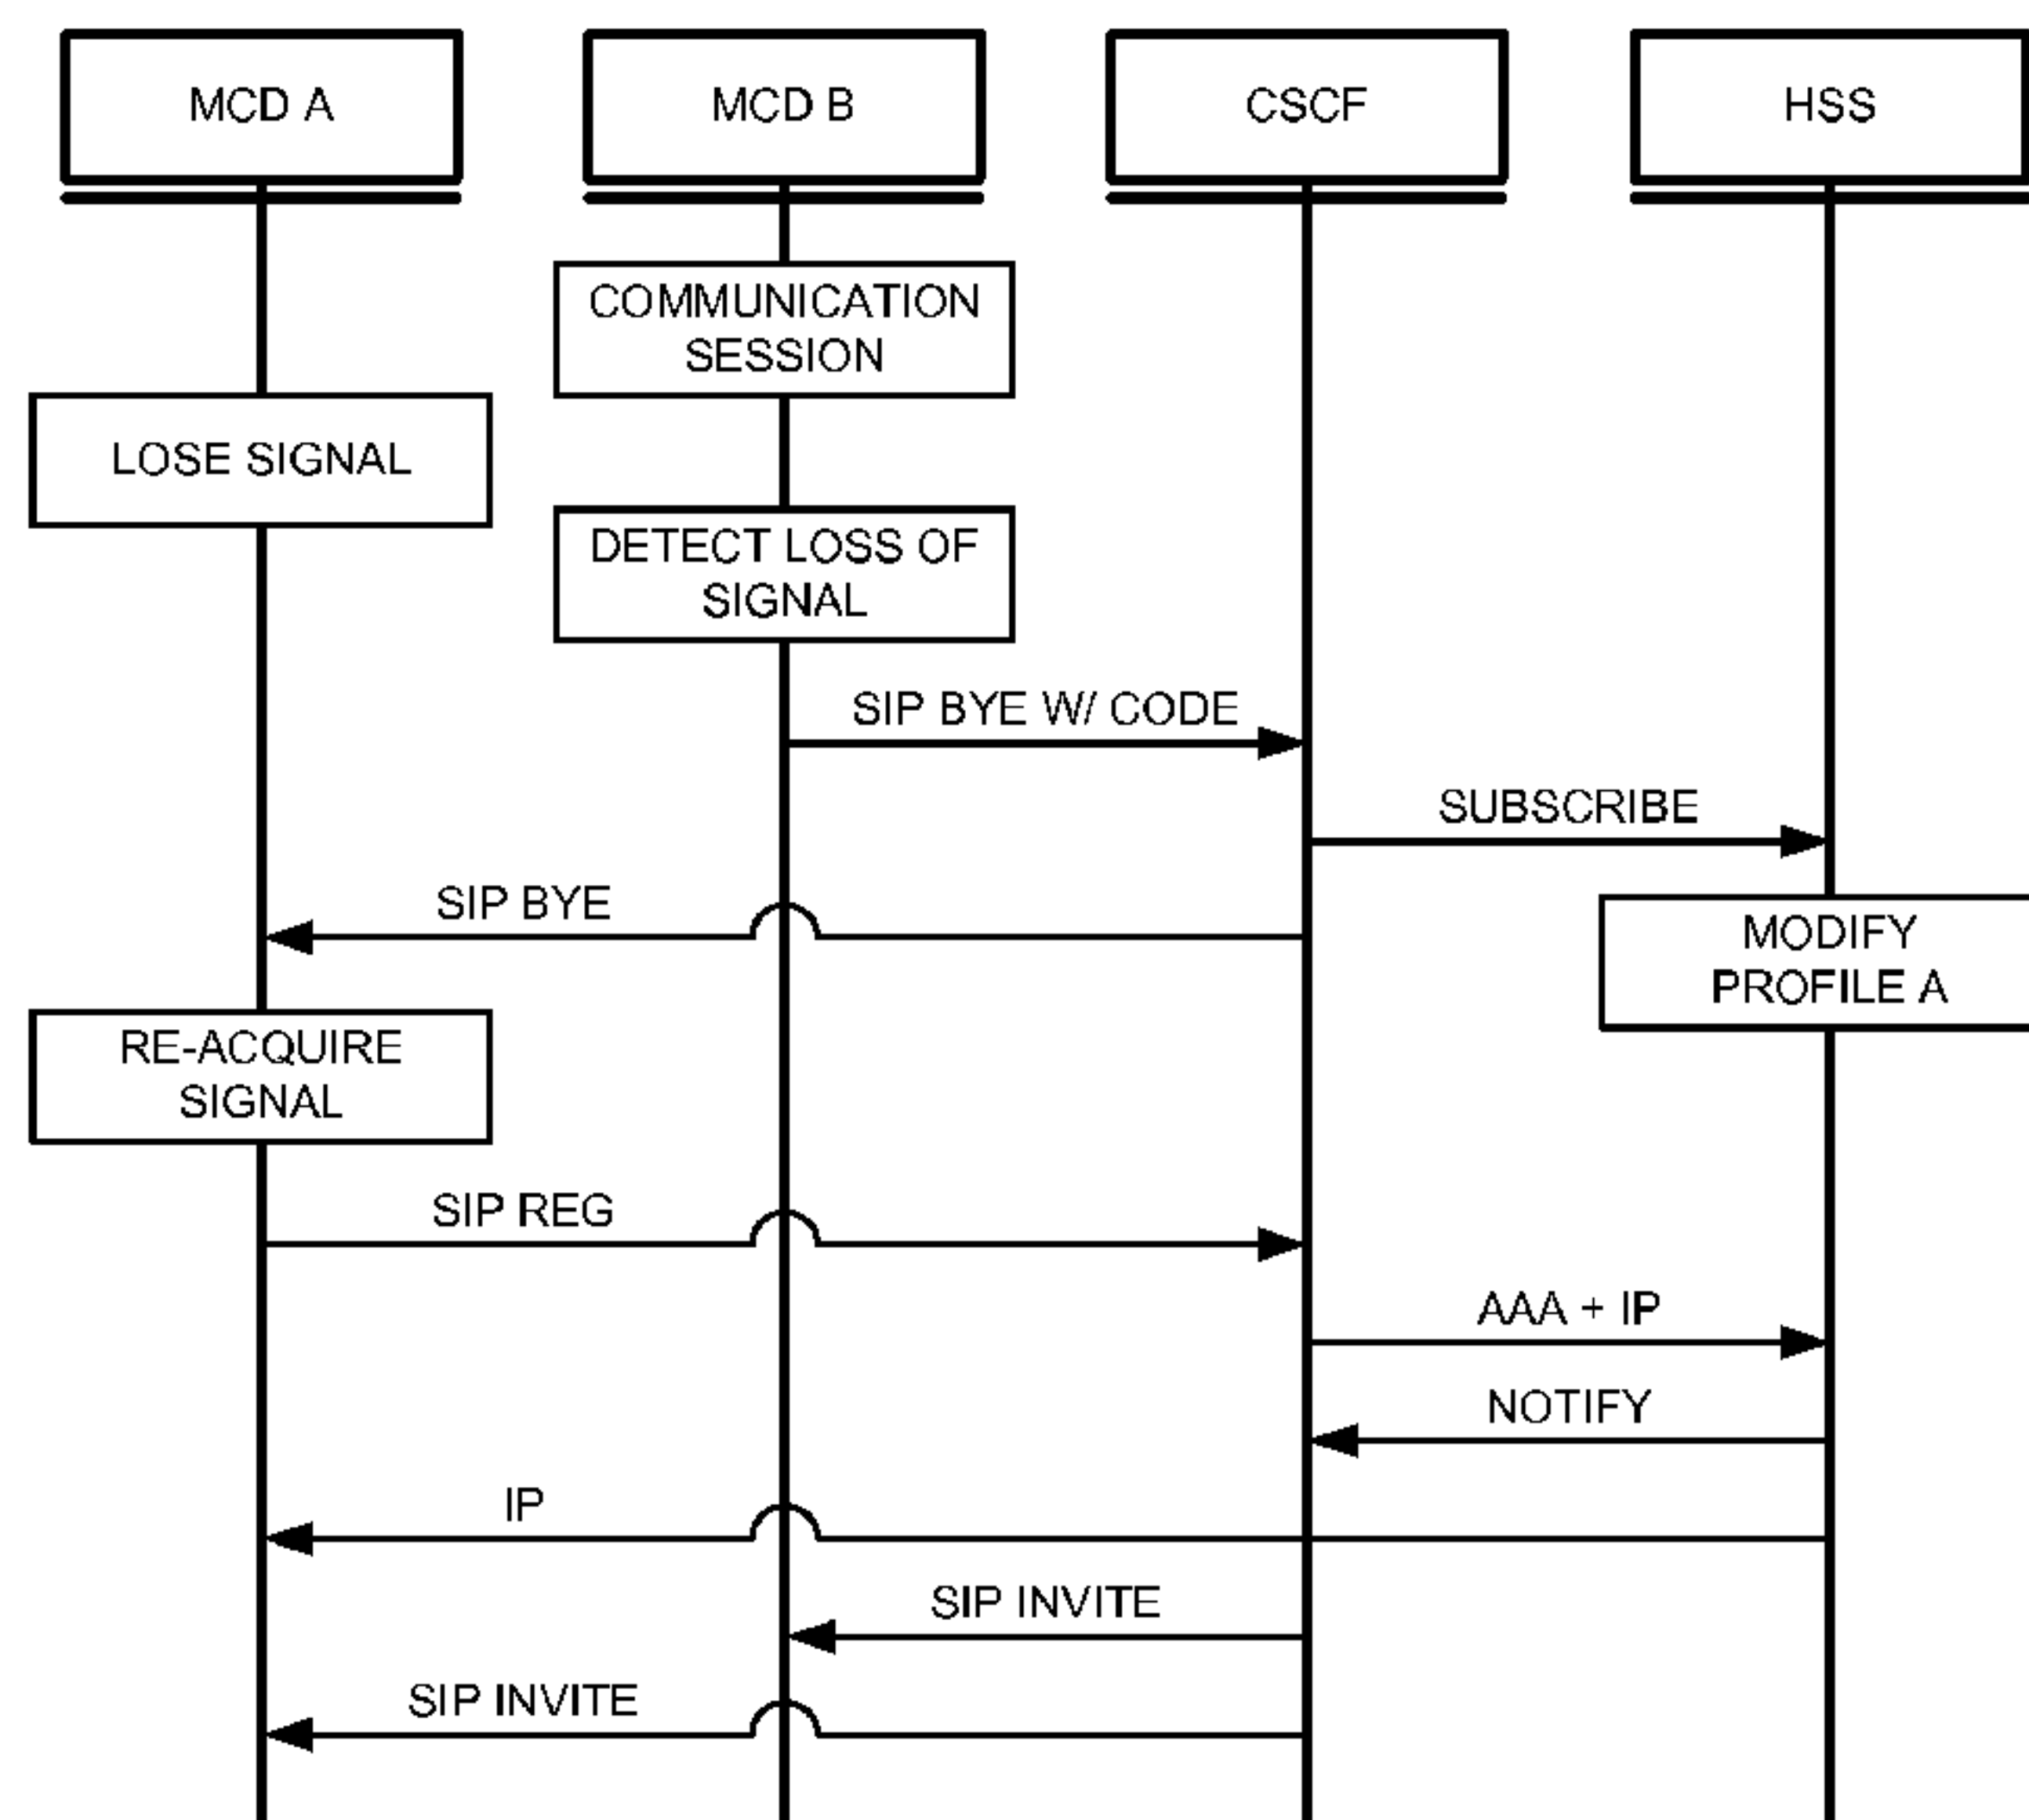 MCD A
MCD B
CSCF
HSS
COMMUNICATION
SESSION
LOSE SIGNAL
DETECT LOSS OF
SIGNAL
SIP BYE W/ CODE
SUBSCRIBE
SIP BYE
MODIFY
PROFILE A
RE-ACQUIRE
SIGNAL
SIP REG
AAA + IP
NOTIFY
IP
SIP INVITE
SIP INVITE